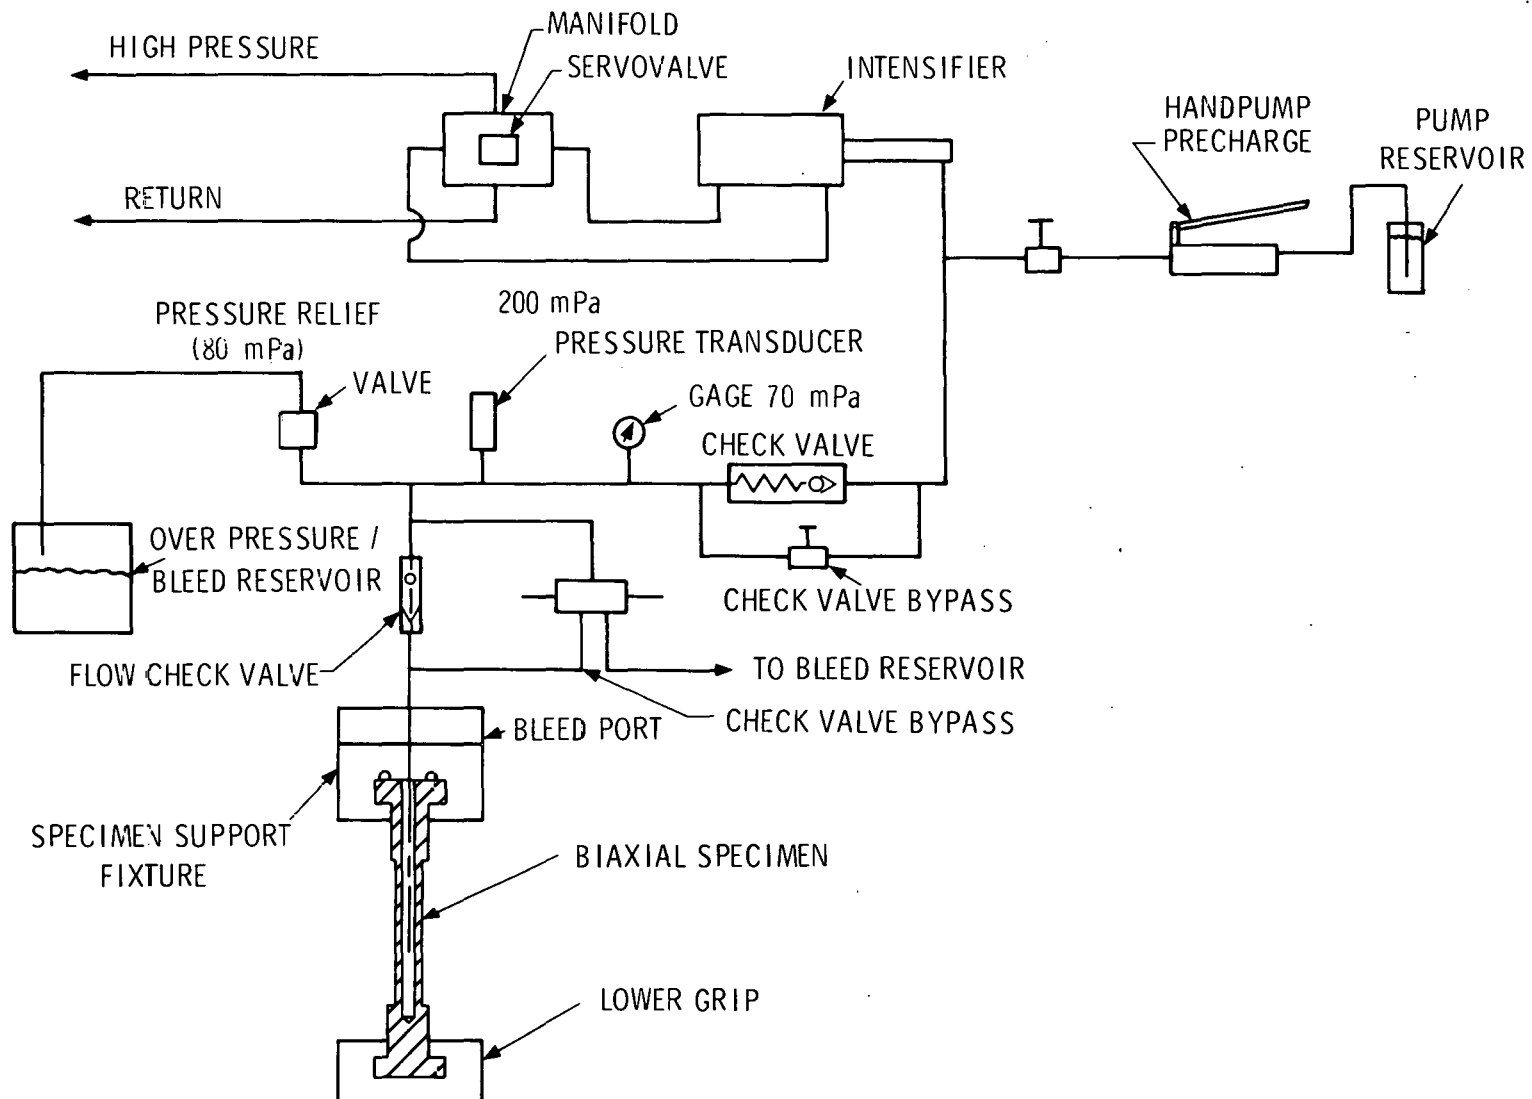 MANIFOLD
HIGH PRESSURE
SERVOVALVE
INTENSIFIER
HANDPUMP
PRECHARGE
PUMP
RESERVOIR
RETURN
PRESSURE RELIEF
(80 mPa)
VALVE
200 mPa
PRESSURE TRANSDUCER
GAGE 70 mPa
CHECK VALVE
OVER PRESSURE /
BLEED RESERVOIR
CHECK VALVE BYPASS
FLOW CHECK VALVE
TO BLEED RESERVOIR
CHECK VALVE BYPASS
BLEED PORT
SPECIMEN SUPPORT
FIXTURE
BIAXIAL SPECIMEN
LOWER GRIP